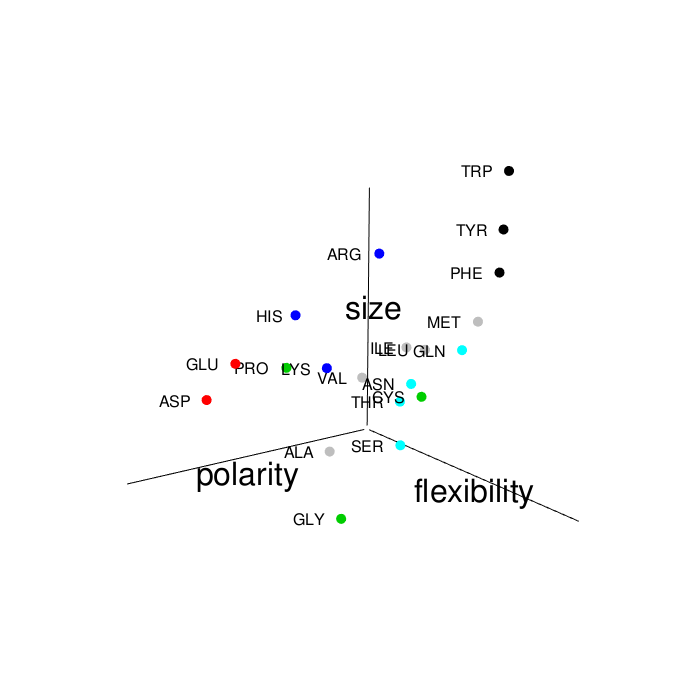 TRP
TYR
ARG
PHE
size
HIS
MET
ILE
LEU
GLN
GLU
PRO
LYS
VAL
ASN
CYS
THR
ASP
SER
ALA
polarity
flexibility
GLY